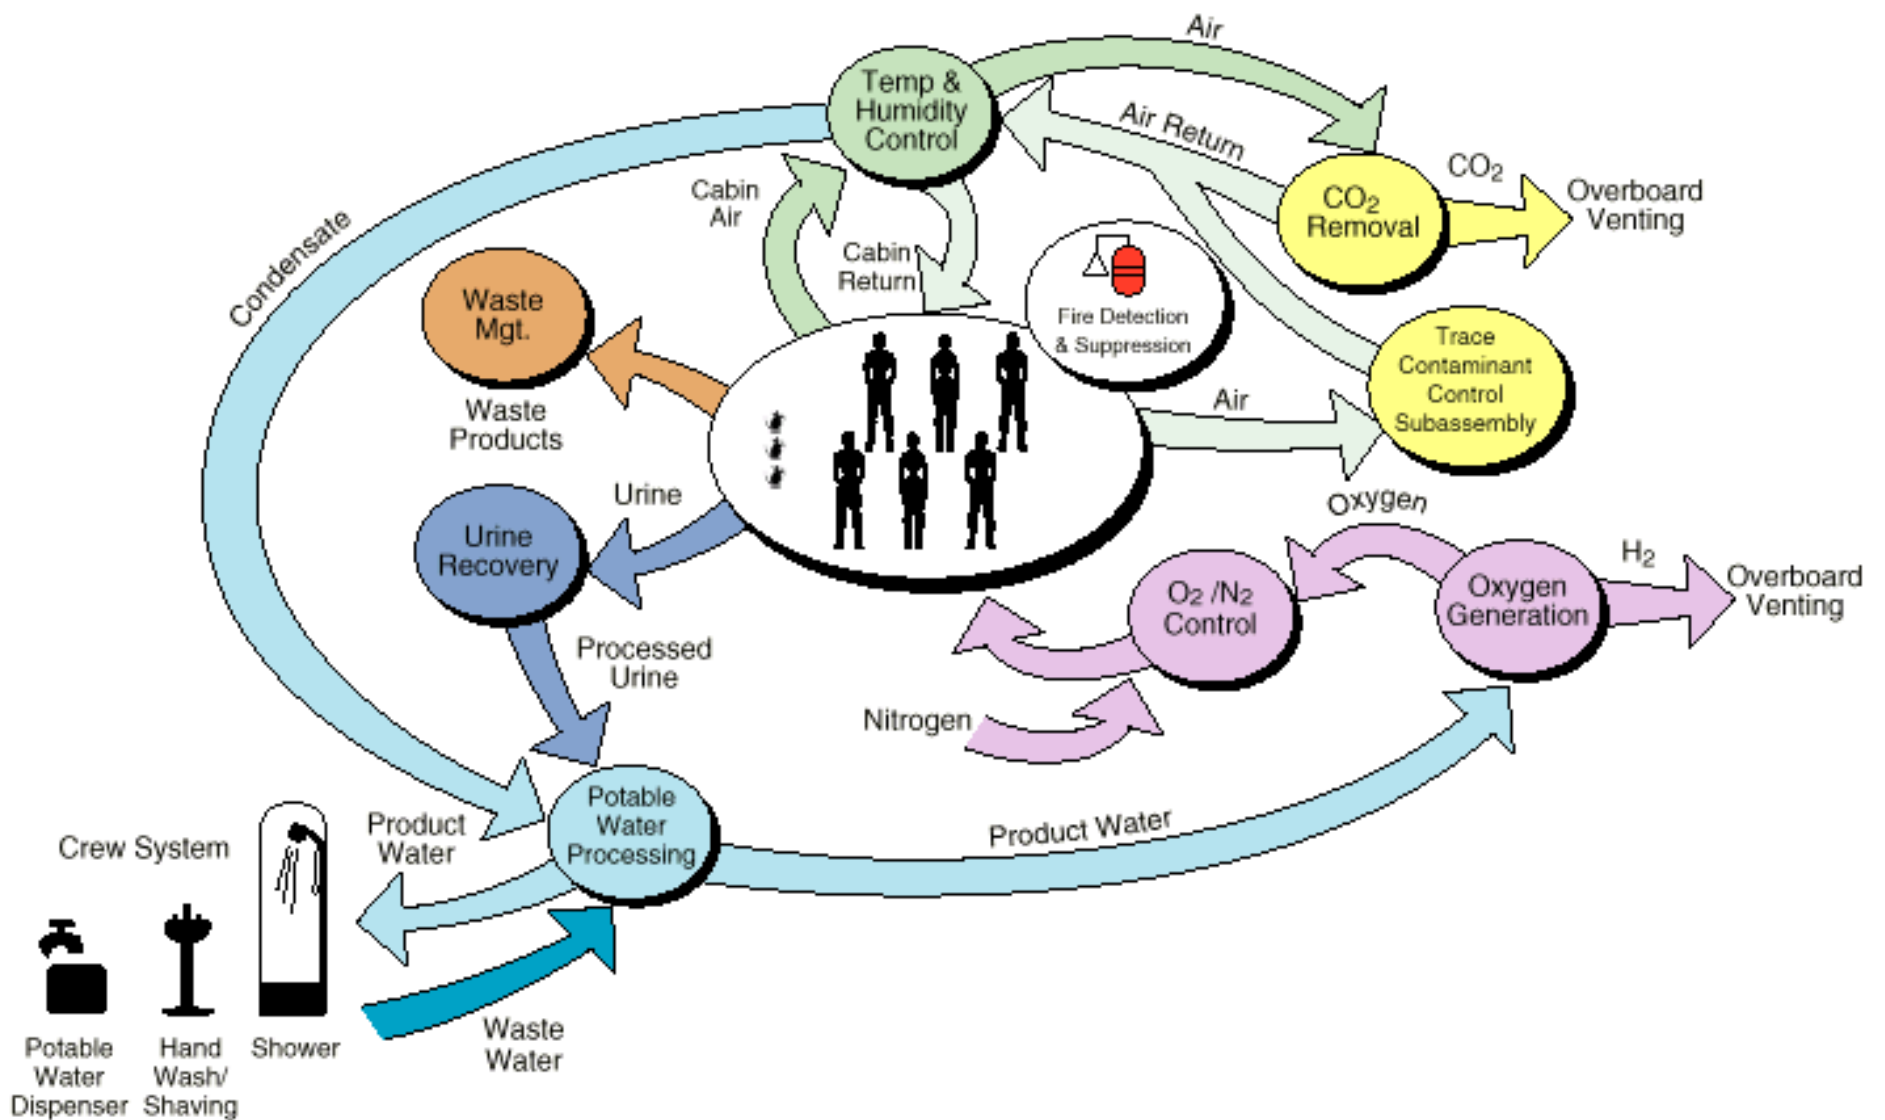 Air
Temp &
Humidity
Control
Air Return
CO2
Overboard
Venting
CO2
Removal
Cabin
Air
Cabin
Return
Condensate
Waste
Mgt.
Fire Detection
& Suppression
Trace
Contaminant
Control
Subassembly
Air
Waste
Products
Urine
Urine
Recovery
Oxygen
H2
Overboard
Venting
O2 /N2
Control
Oxygen
Generation
Processed
Urine
Nitrogen
Potable
Water
Processing
Product
Water
Product Water
Crew System
Waste
Water
Potable
Water
Dispenser
Hand
Wash/
Shaving
Shower